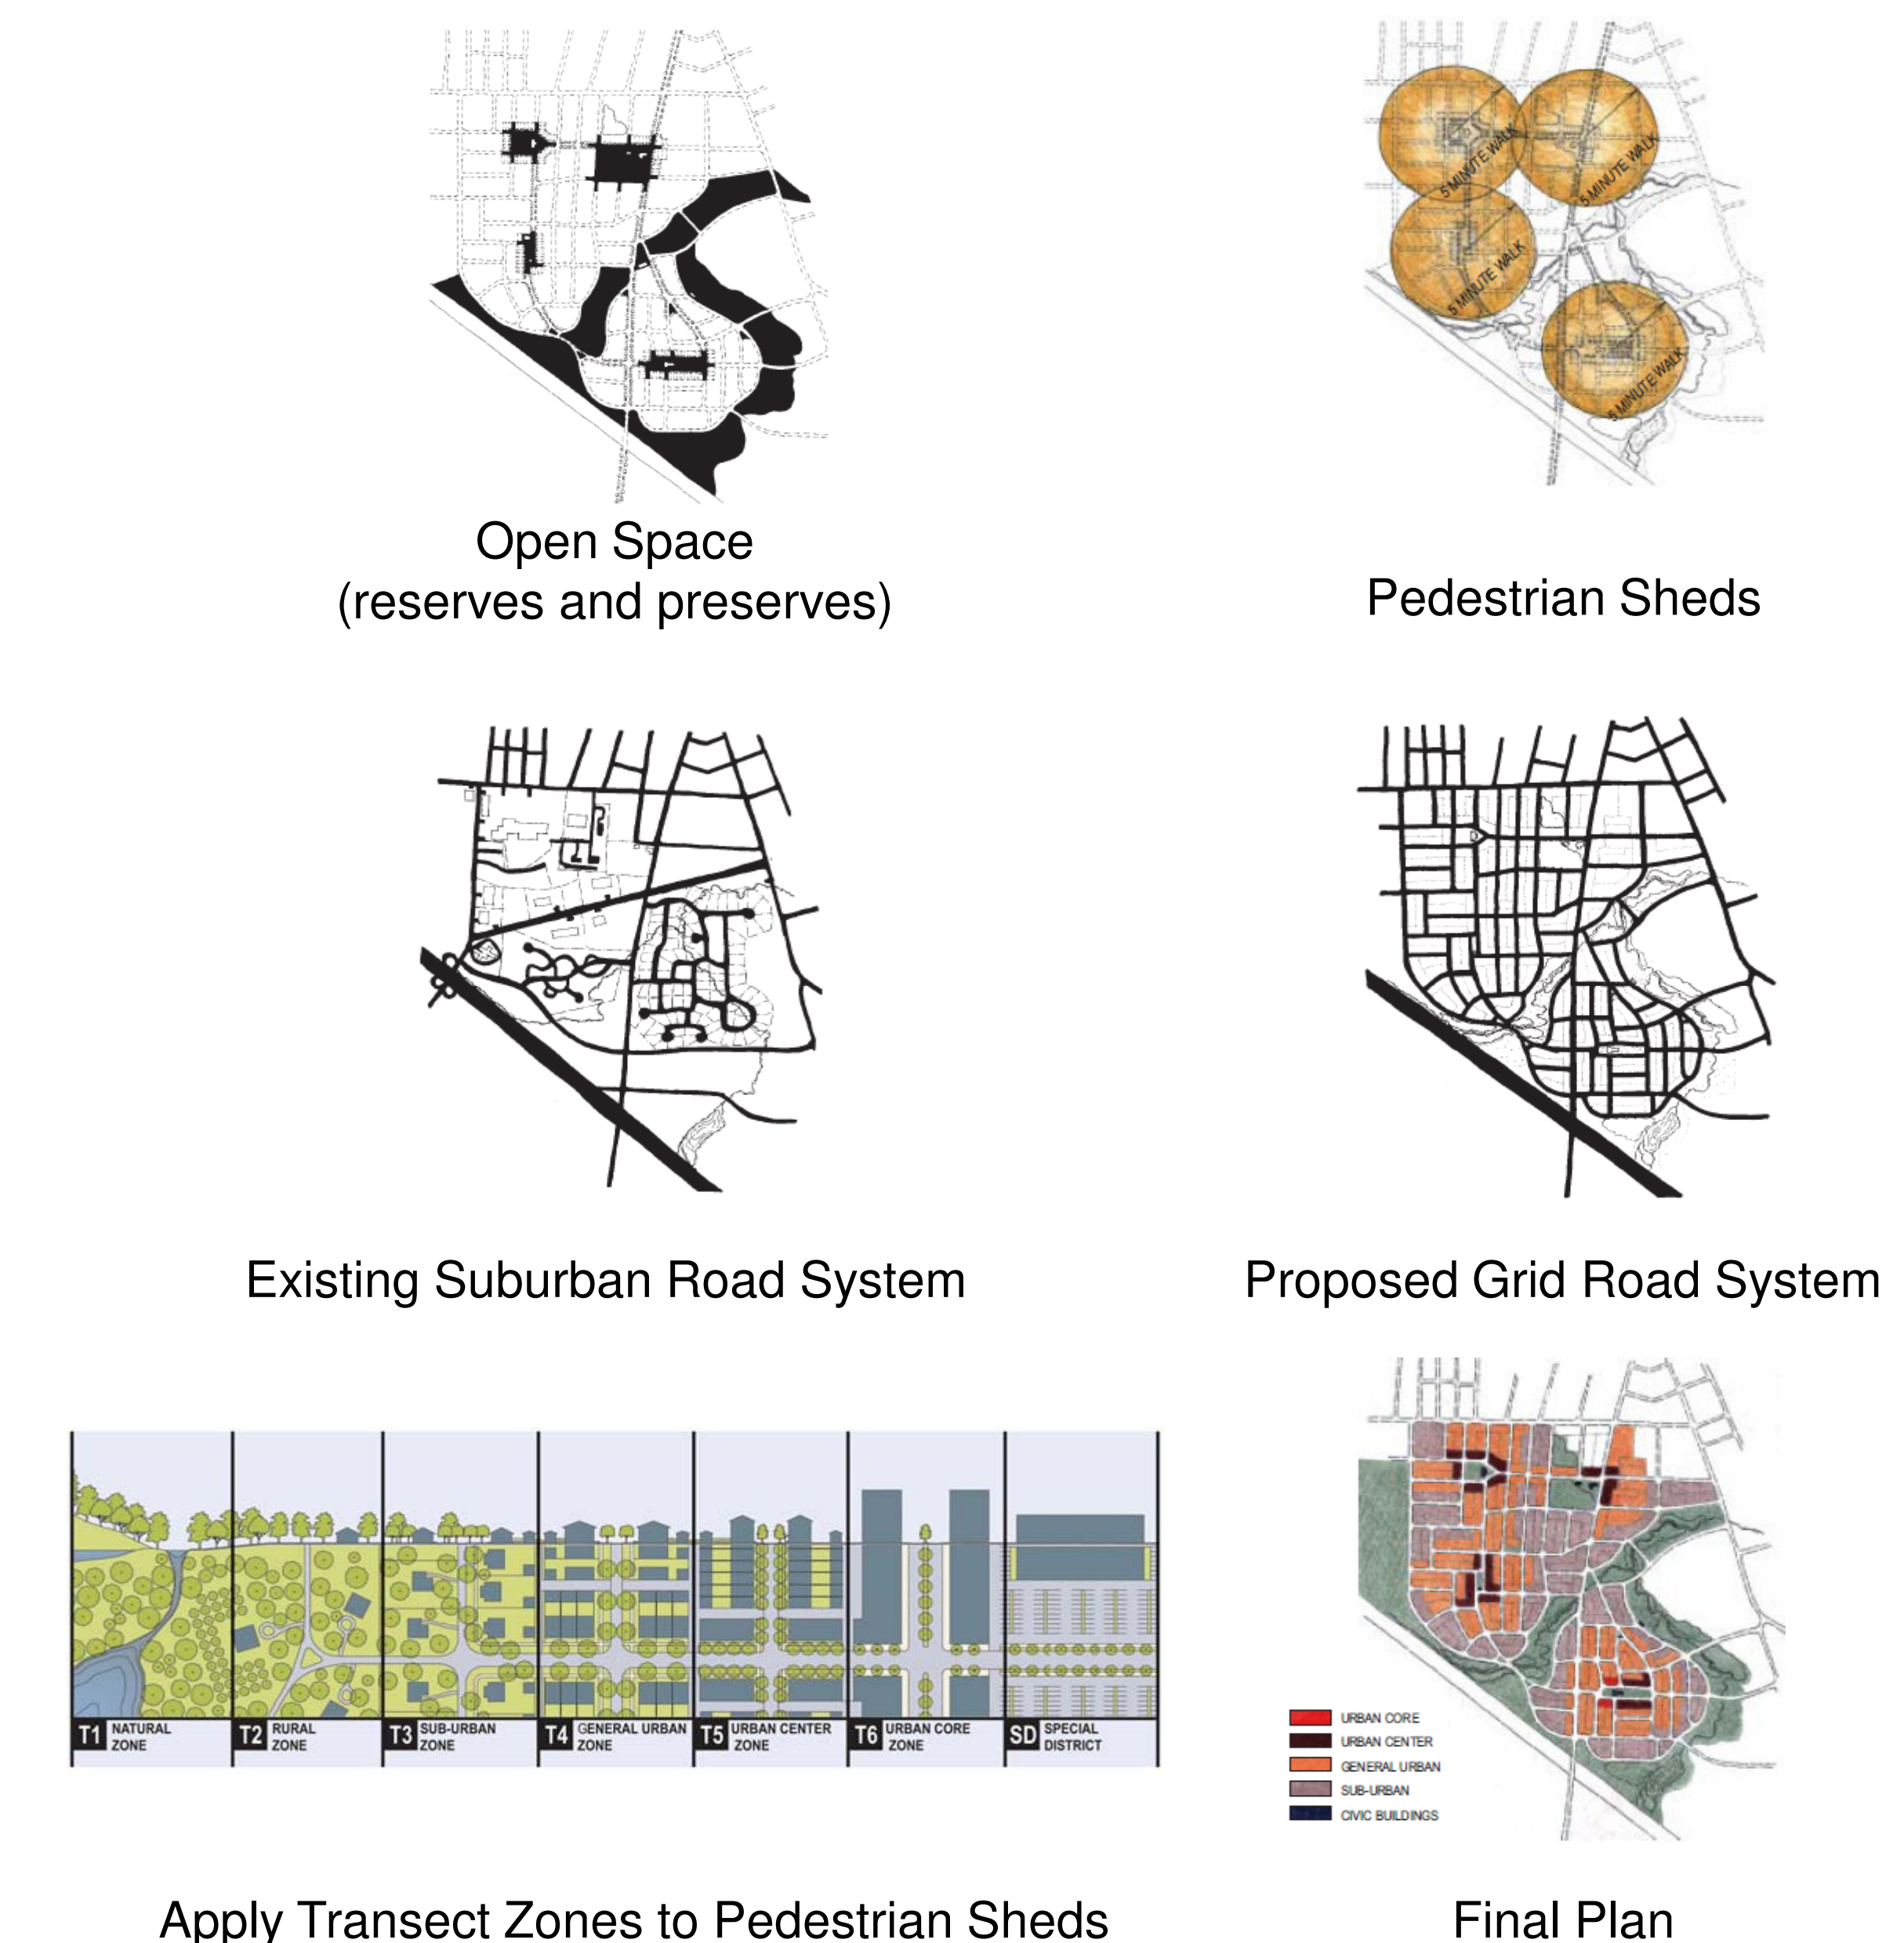 Open Space
(reserves and preserves)
5 MINUTE WALK
5 MINUTE WALK
5 MINUTE WALK
5 MINUTE WALK
Pedestrian Sheds
Existing Suburban Road System
Proposed Grid Road System
T1 NATURAL
ZONE
T2 RURAL
ZONE
T3 SUB-URBAN
ZONE
T4 GENERAL URBAN
ZONE
T5 URBAN CENTER
ZONE
T6 URBAN CORE
ZONE
SD SPECIAL
DISTRICT
Apply Transect Zones to Pedestrian Sheds
URBAN CORE
URBAN CENTER
GENERAL URBAN
SUB-URBAN
CIVIC BUILDINGS
Final Plan